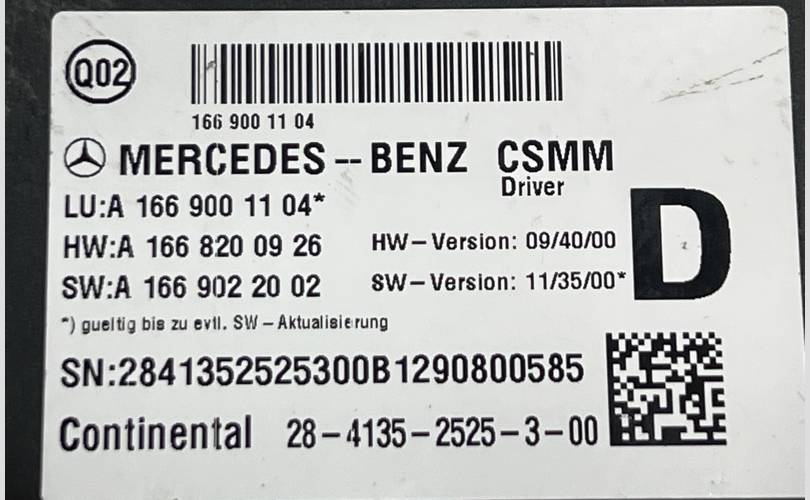 Q02
166 900 11 04
MERCEDES--BENZ CSMM
Driver
LU:A 166 900 11 04*
HW:A 166 820 09 26 HW-Version: 09/40/00
D
SW:A 166 902 20 02 SW-Version: 11/35/00*
*) gueltig bis zu evtl. SW-Aktualisierung
SN:2841352525300B1290800585
Continental 28-4135-2525-3-00